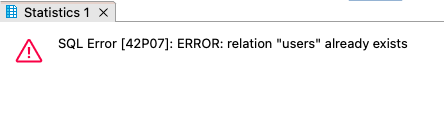 Statistics 1
SQL Error [42P07]: ERROR: relation "users" already exists